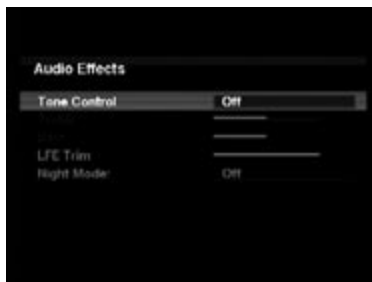 Audio Effects
Tone Control Off
LFE Trim
Night Mode: Off